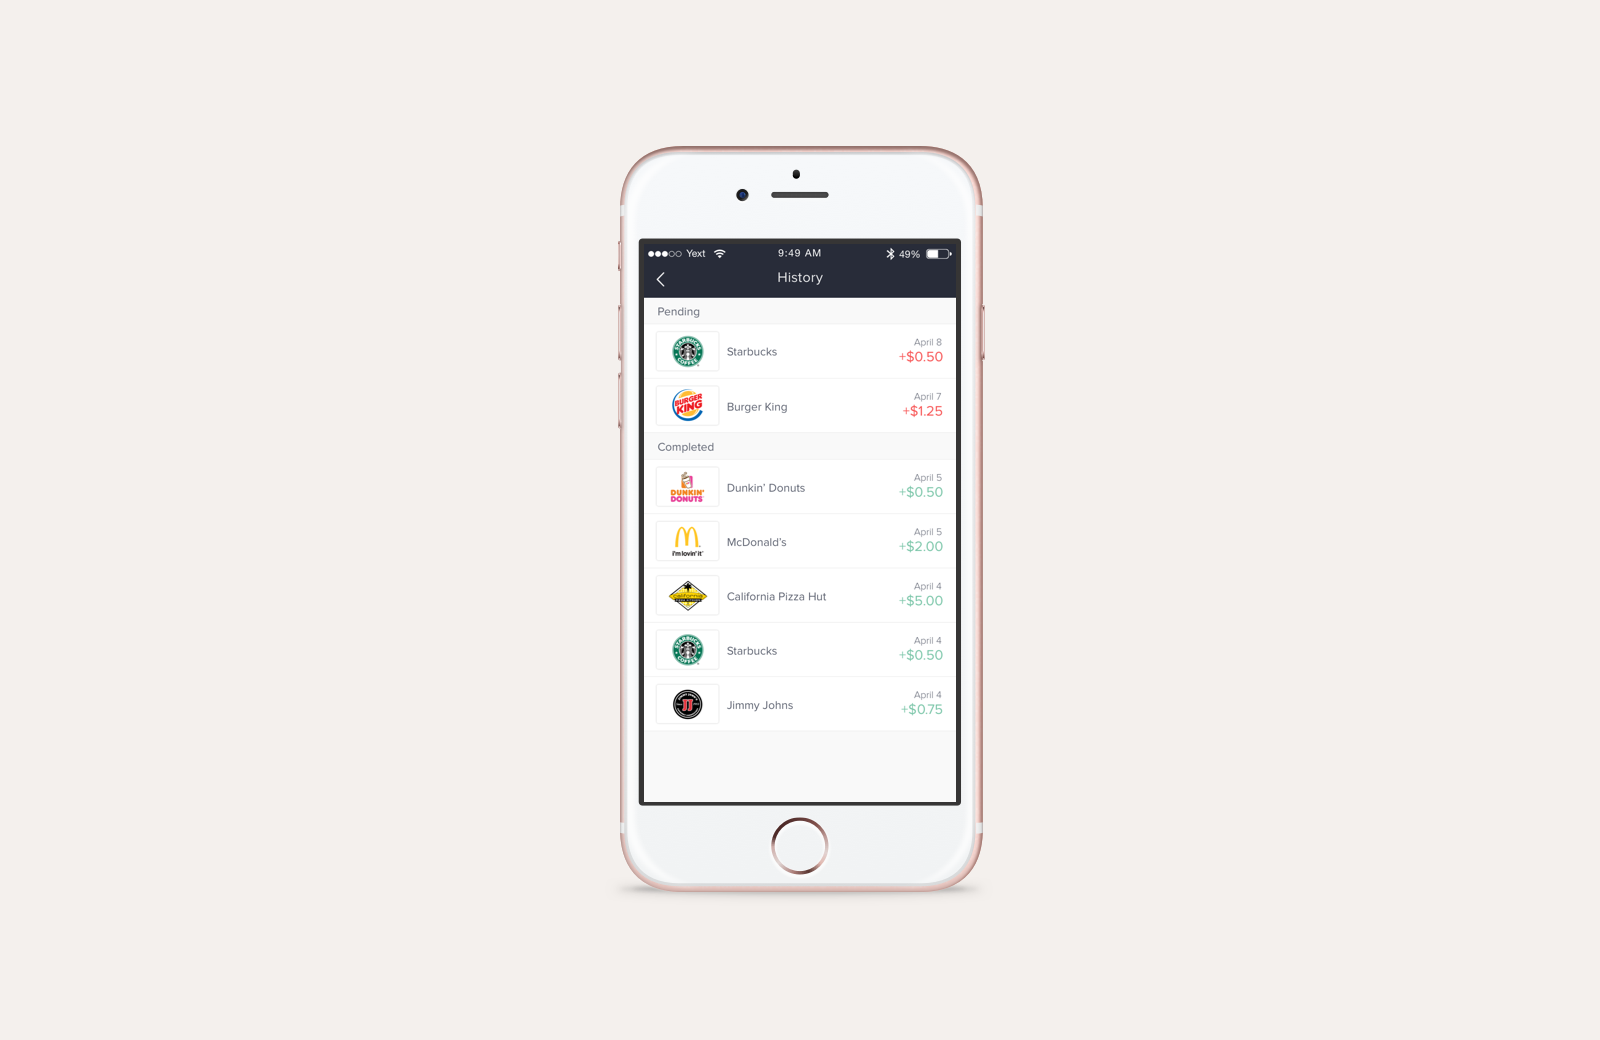 Yext 9:49 AM 49%
History
Pending
STARBUCKS COFFEE
Starbucks
April 8
+$0.50
BURGER KING
Burger King
April 7
+$1.25
Completed
DUNKIN' DONUTS
Dunkin' Donuts
April 5
+$0.50
i'm lovin' it
McDonald's
April 5
+$2.00
California Pizza Hut
April 4
+$5.00
STARBUCKS COFFEE
Starbucks
April 4
+$0.50
JJ
Jimmy Johns
April 4
+$0.75